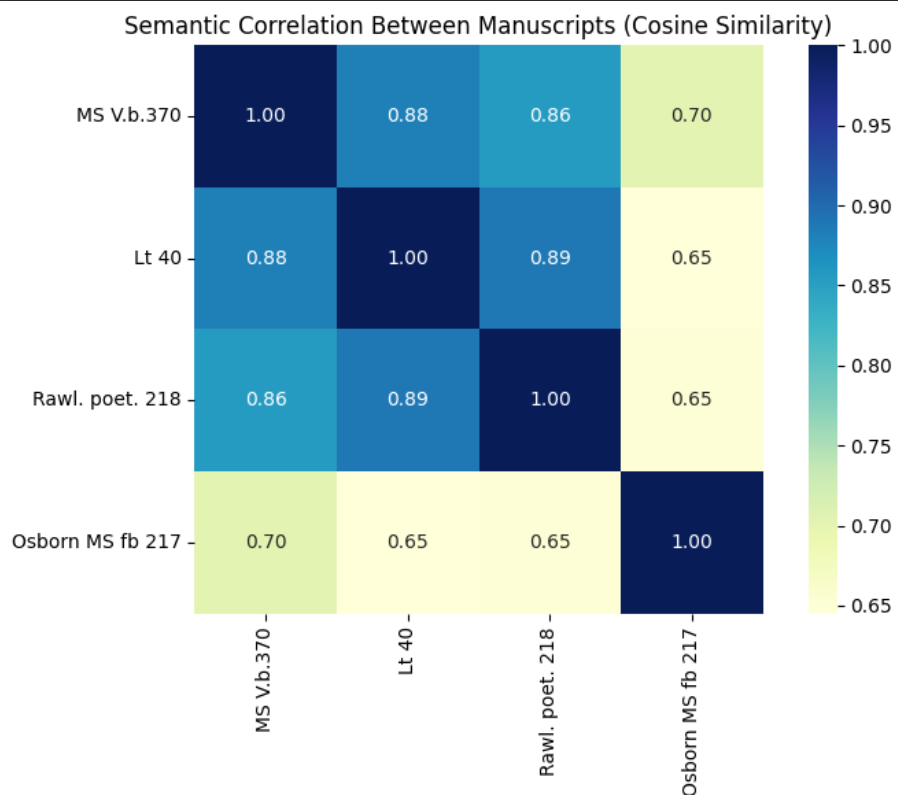 Semantic Correlation Between Manuscripts (Cosine Similarity)
MS V.b.370 1.00 0.88 0.86 0.70
Lt 40 0.88 1.00 0.89 0.65
Rawl. poet. 218 0.86 0.89 1.00 0.65
Osborn MS fb 217 0.70 0.65 0.65 1.00
MS V.b.370
Lt 40
Rawl. poet. 218
Osborn MS fb 217
1.00
0.95
0.90
0.85
0.80
0.75
0.70
0.65